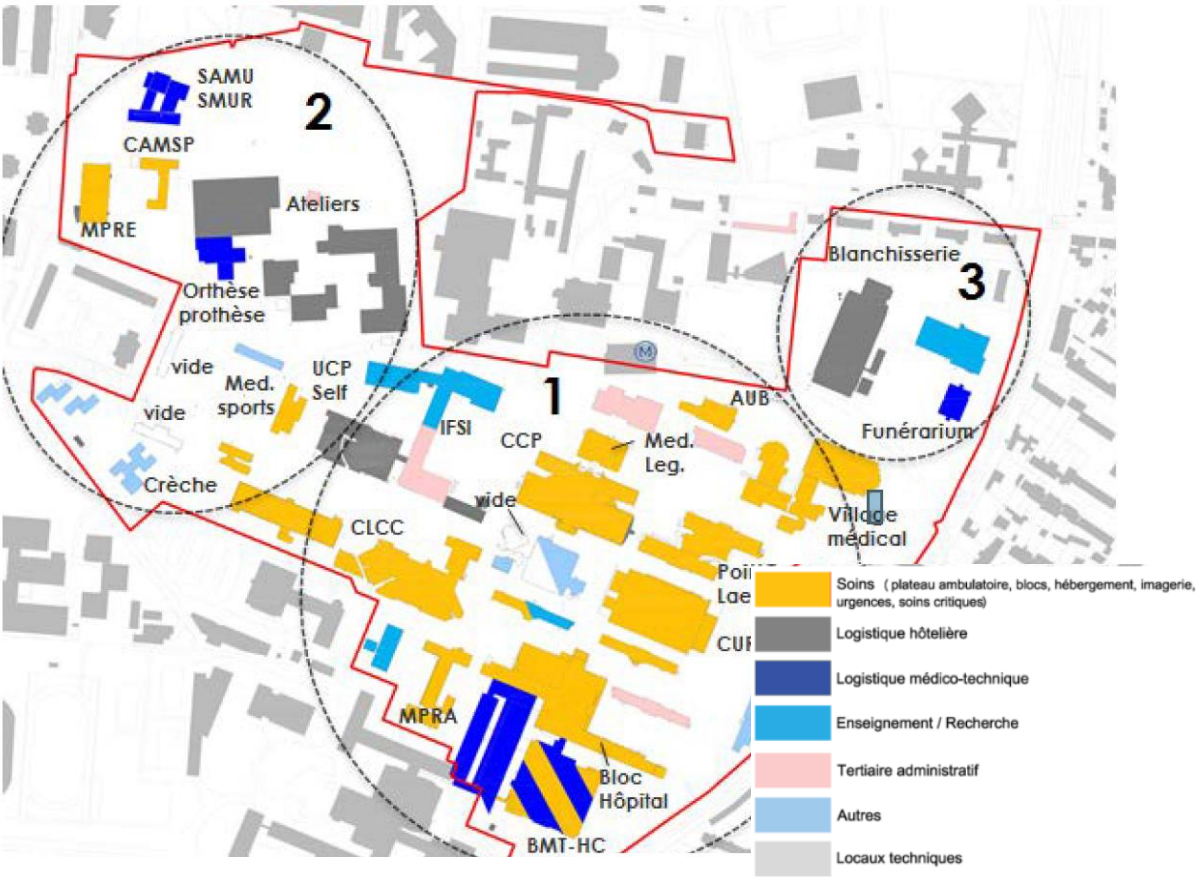 SAMU
SMUR
2
CAMSP
Ateliers
MPRE
Orthèse
prothèse
vide
Med.
sports
UCP
Self
vide
Crèche
IFSI
1
CCP
Med.
Leg.
AUB
M
Blanchisserie
3
Funérarium
vide
CLCC
Village
médical
MPRA
Bloc
Hôpital
BMT-HC
Soins ( plateau ambulatoire, blocs, hébergement, imagerie,
urgences, soins critiques)
Logistique hôtelière
Logistique médico-technique
Enseignement / Recherche
Tertiaire administratif
Autres
Locaux techniques